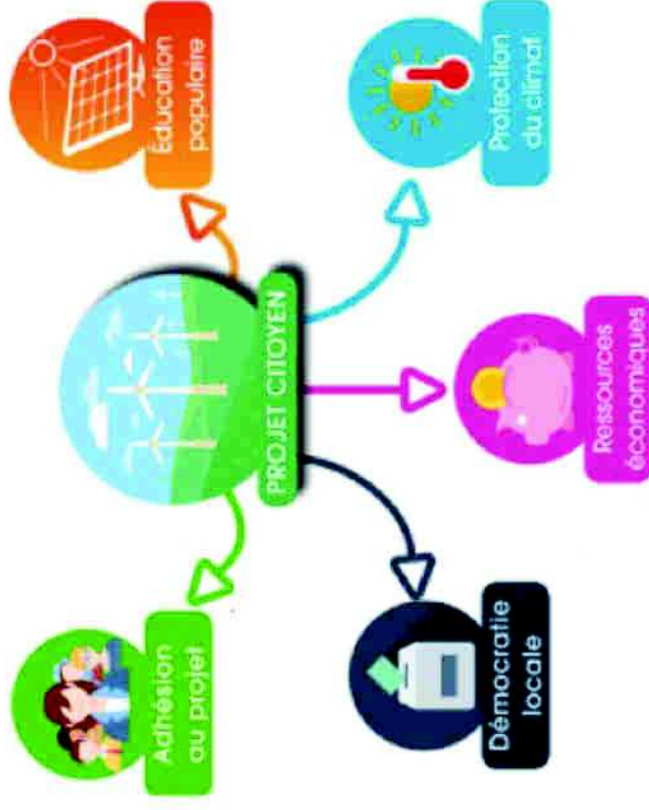 Adhésion
au projet
Éducation
populaire
PROJET CITOYEN
Démocratie
locale
Protection
du climat
Ressources
économiques